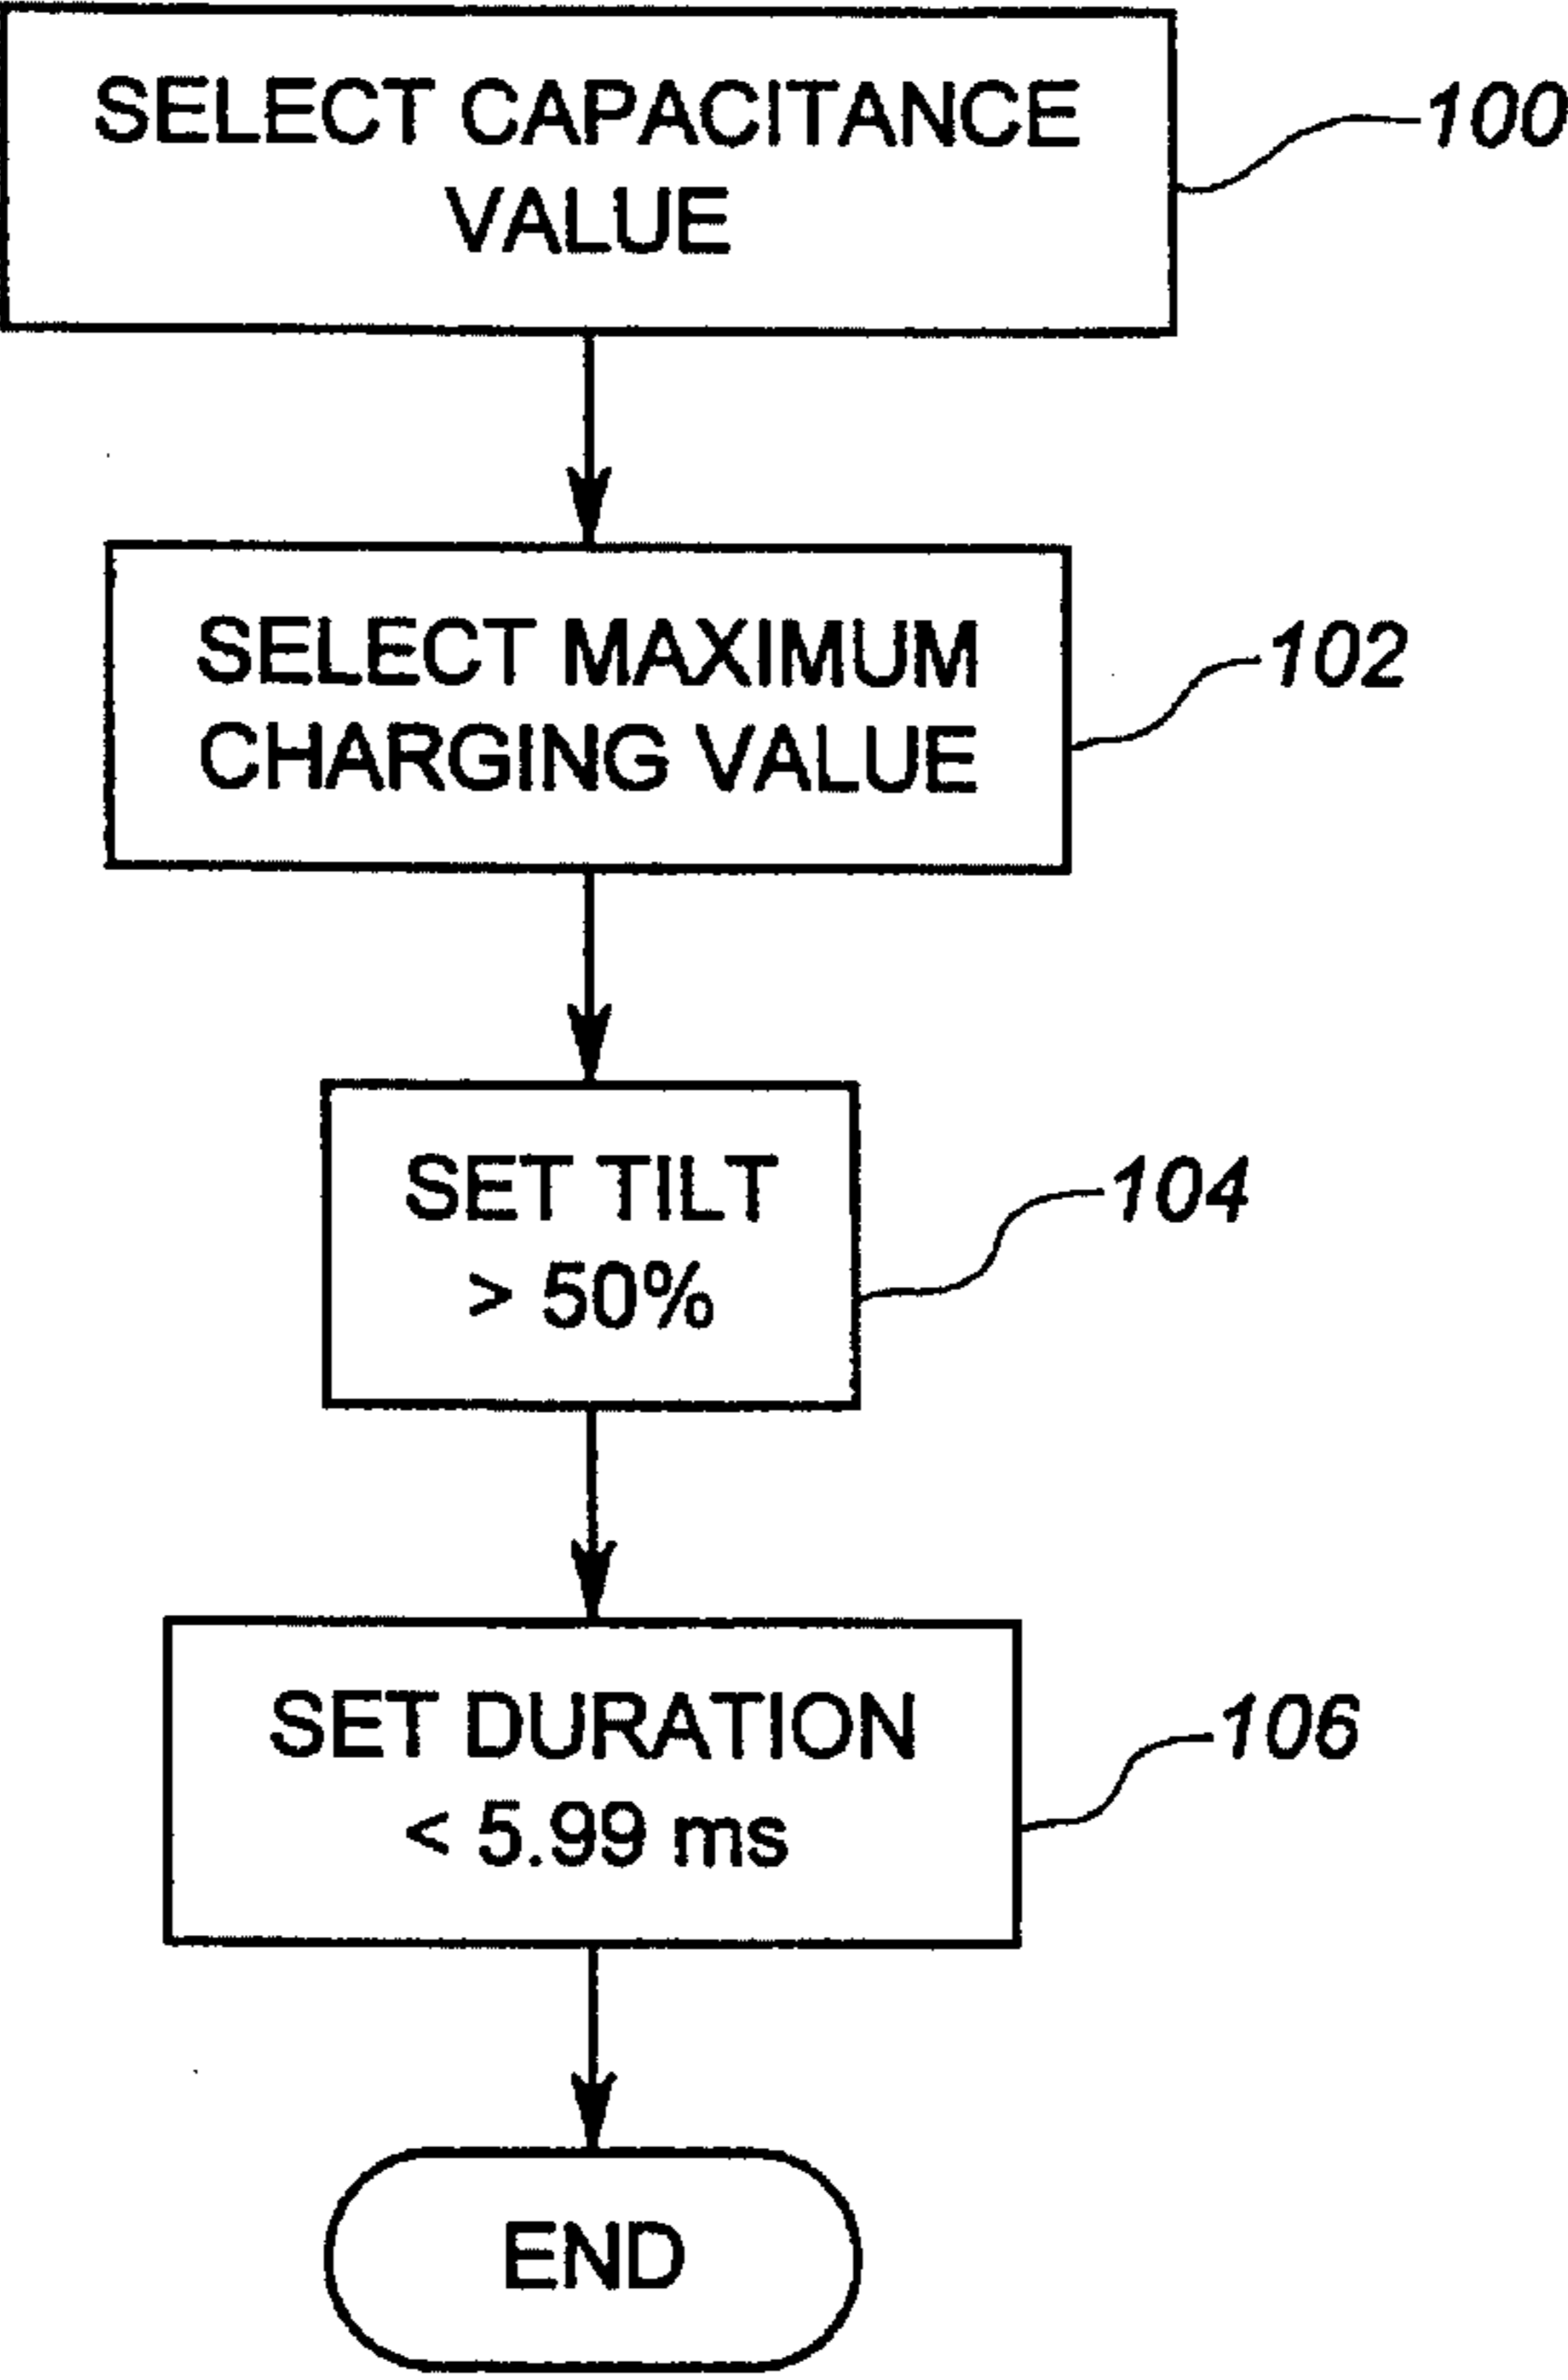 SELECT CAPACITANCE
VALUE
100
SELECT MAXIMUM
CHARGING VALUE
102
SET TILT
> 50%
104
SET DURATION
< 5.99 ms
106
END